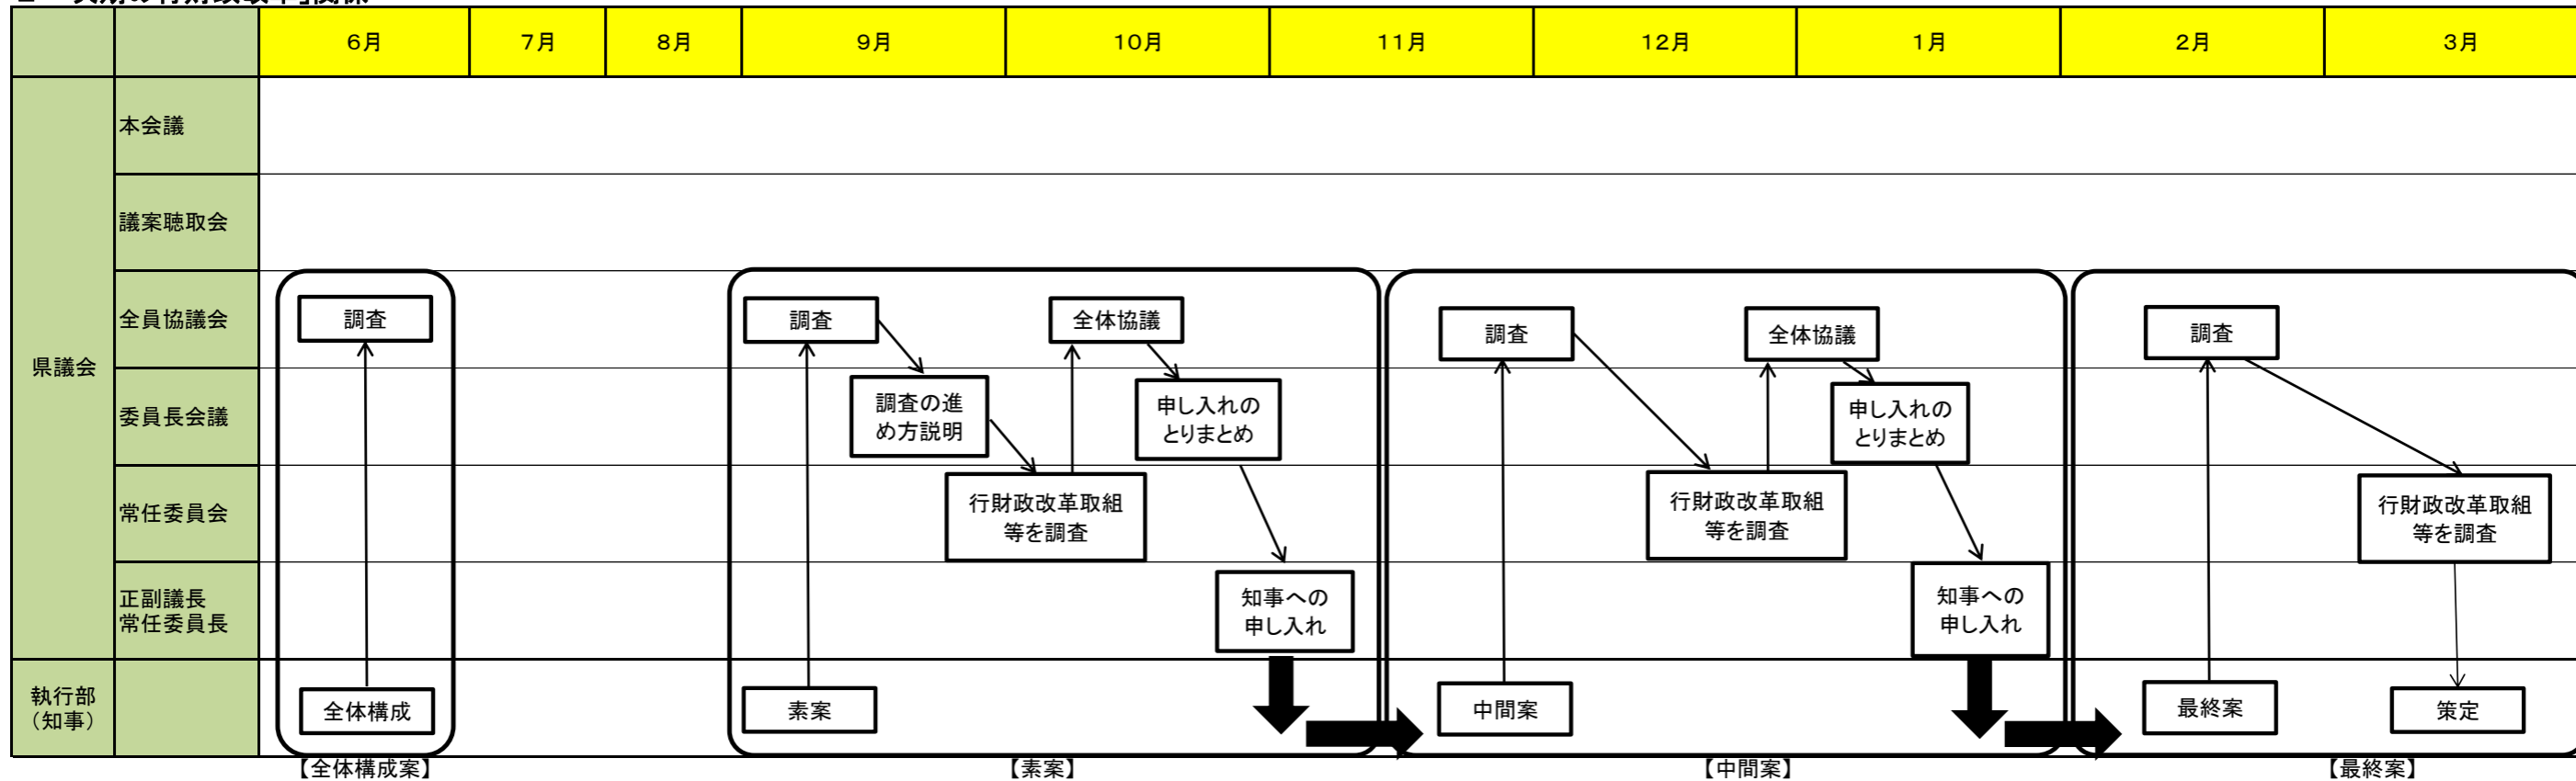 6月 7月 8月 9月 10月 11月 12月 1月 2月 3月
県議会
本会議
議案聴取会
全員協議会
調査
調査
全体協議
調査
全体協議
調査
委員長会議
調査の進
め方説明
申し入れの
とりまとめ
申し入れの
とりまとめ
常任委員会
行財政改革取組
等を調査
行財政改革取組
等を調査
行財政改革取組
等を調査
正副議長
常任委員長
知事への
申し入れ
知事への
申し入れ
執行部
（知事）
全体構成
素案
中間案
最終案
策定
【全体構成案】
【素案】
【中間案】
【最終案】